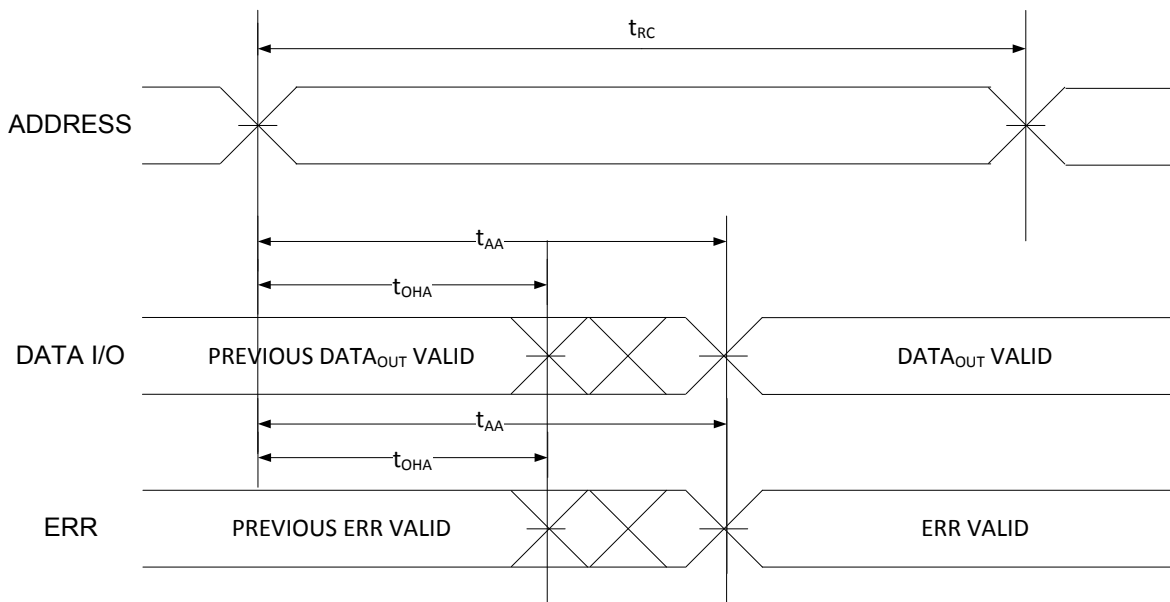 tRC
ADDRESS
tAA
tOHA
DATA I/O
PREVIOUS DATAOUT VALID
DATAOUT VALID
tAA
tOHA
ERR
PREVIOUS ERR VALID
ERR VALID